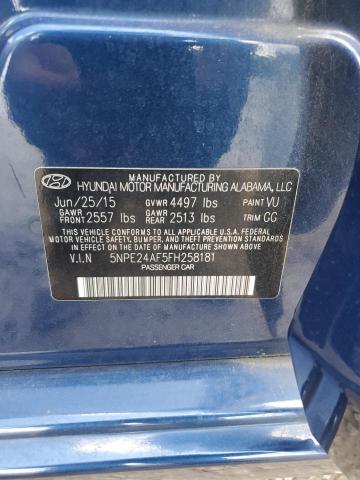 MANUFACTURED BY
HYUNDAI MOTOR MANUFACTURING ALABAMA, LLC
Jun/25/15 GVWR 4497 lbs PAINT VU
GAWR FRONT 2557 lbs GAWR REAR 2513 lbs TRIM GG
THIS VEHICLE CONFORMS TO ALL APPLICABLE U.S.A. FEDERAL
MOTOR VEHICLE SAFETY, BUMPER, AND THEFT PREVENTION
STANDARDS IN EFFECT ON THE DATE OF MANUFACTURE SHOWN ABOVE.
V.I.N 5NPE24AF5FH258181
PASSENGER CAR